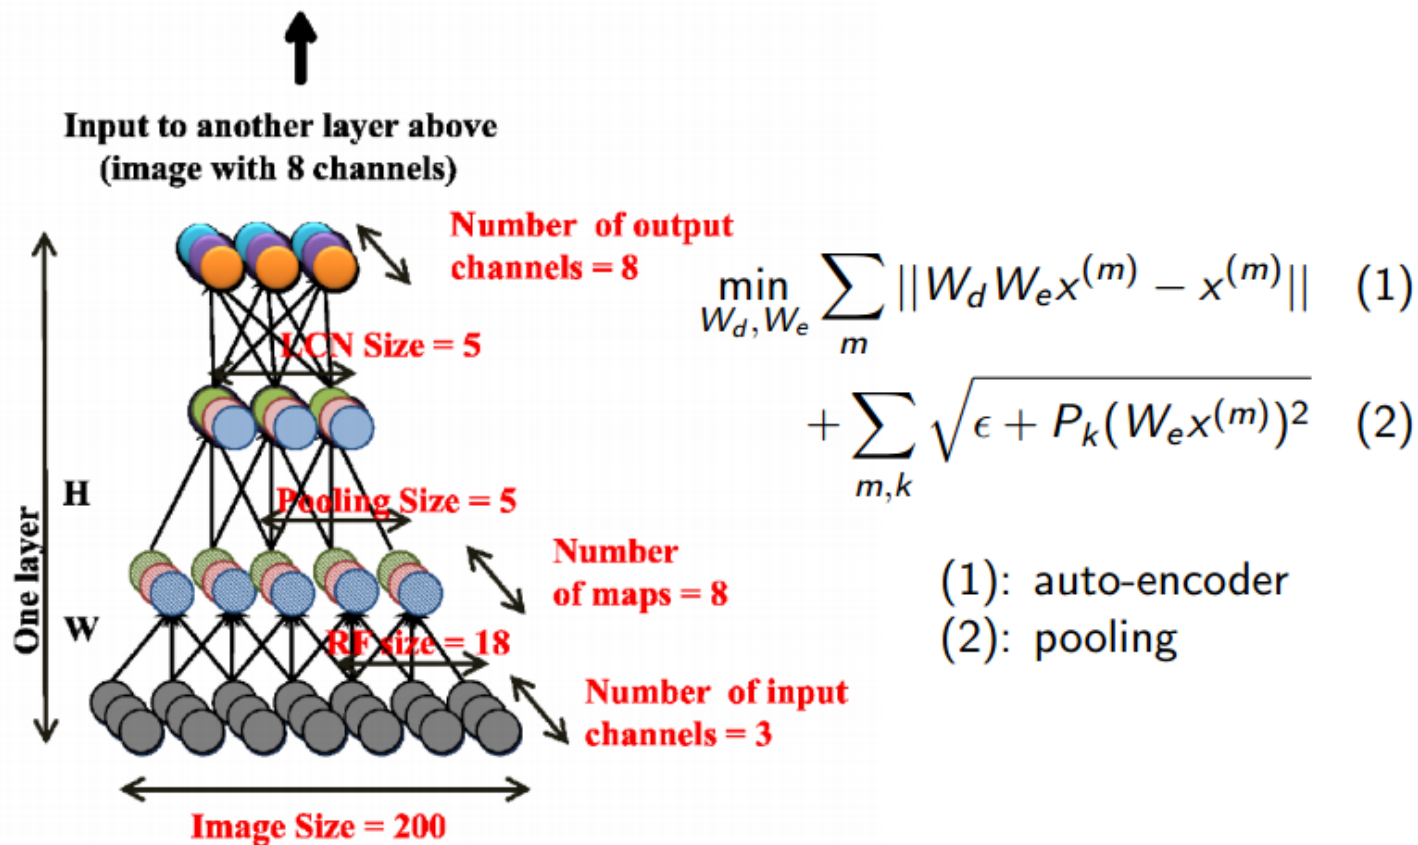 Input to another layer above
(image with 8 channels)
Number of output
channels = 8
LCN Size = 5
H
Pooling Size = 5
Number
of maps = 8
One layer
W
RF size = 18
Number of input
channels = 3
Image Size = 200
min ∑ ||W_d W_e x^(m) − x^(m)|| (1)
W_d, W_e m
+ ∑ √(ϵ + P_k(W_e x^(m))²) (2)
m,k
(1): auto-encoder
(2): pooling